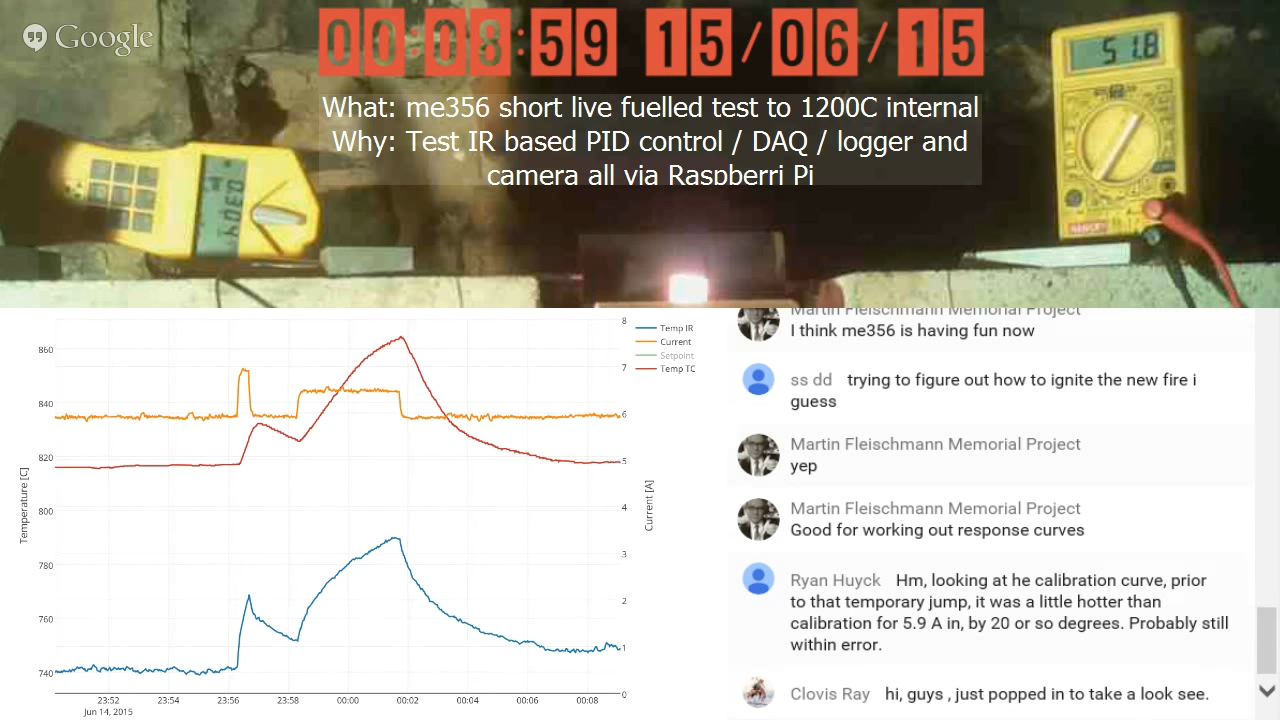 Google
00:08:59 15/06/15
What: me356 short live fuelled test to 1200C internal
Why: Test IR based PID control / DAQ / logger and
camera all via Raspberri Pi
51.8
860
840
820
800
780
760
740
Temperature [C]
8
7
6
5
4
3
2
1
0
Current [A]
23:52
23:54
23:56
23:58
00:00
00:02
00:04
00:06
00:08
Jun 14, 2015
Temp IR
Current
Setpoint
Temp TC
Martin Fleischmann Memorial Project
I think me356 is having fun now
ss dd trying to figure out how to ignite the new fire i
guess
Martin Fleischmann Memorial Project
yep
Martin Fleischmann Memorial Project
Good for working out response curves
Ryan Huyck Hm, looking at he calibration curve, prior
to that temporary jump, it was a little hotter than
calibration for 5.9 A in, by 20 or so degrees. Probably still
within error.
Clovis Ray hi, guys , just popped in to take a look see.